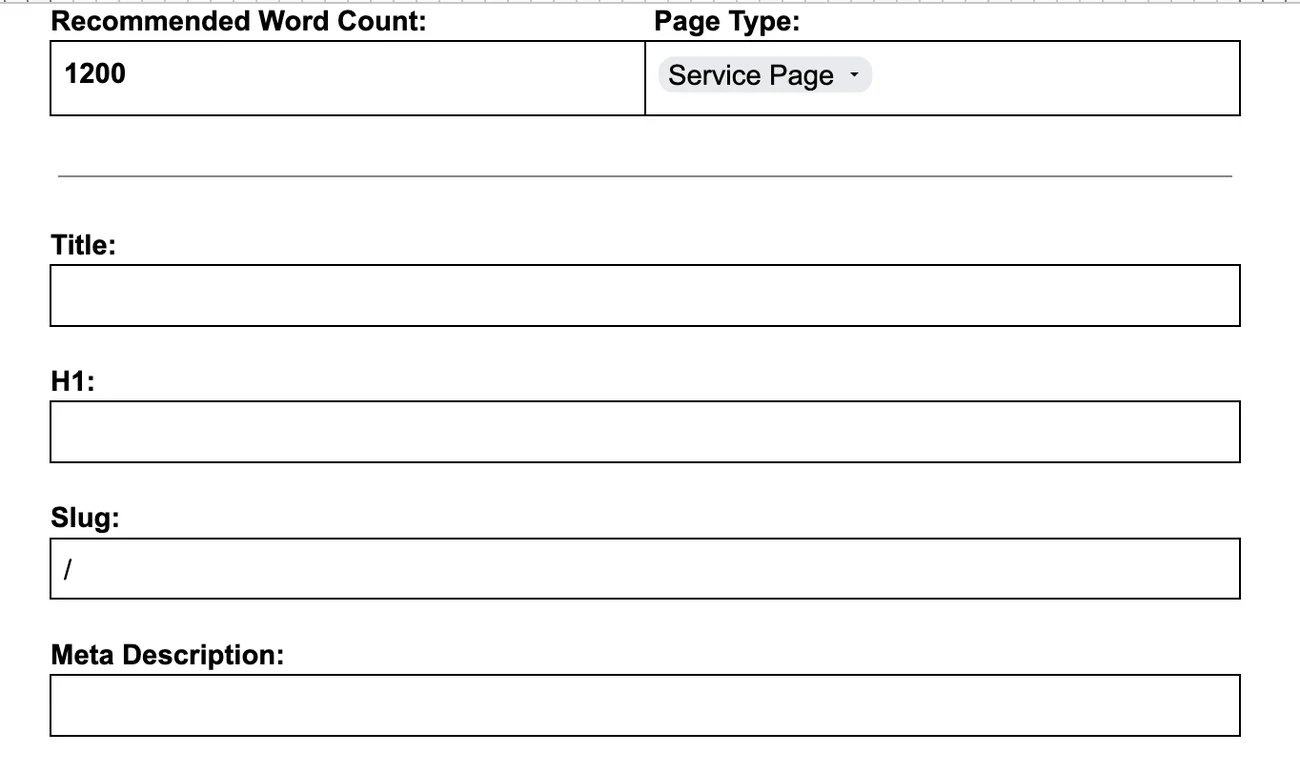 Recommended Word Count: Page Type:
1200 Service Page
Title:
H1:
Slug:
/
Meta Description: